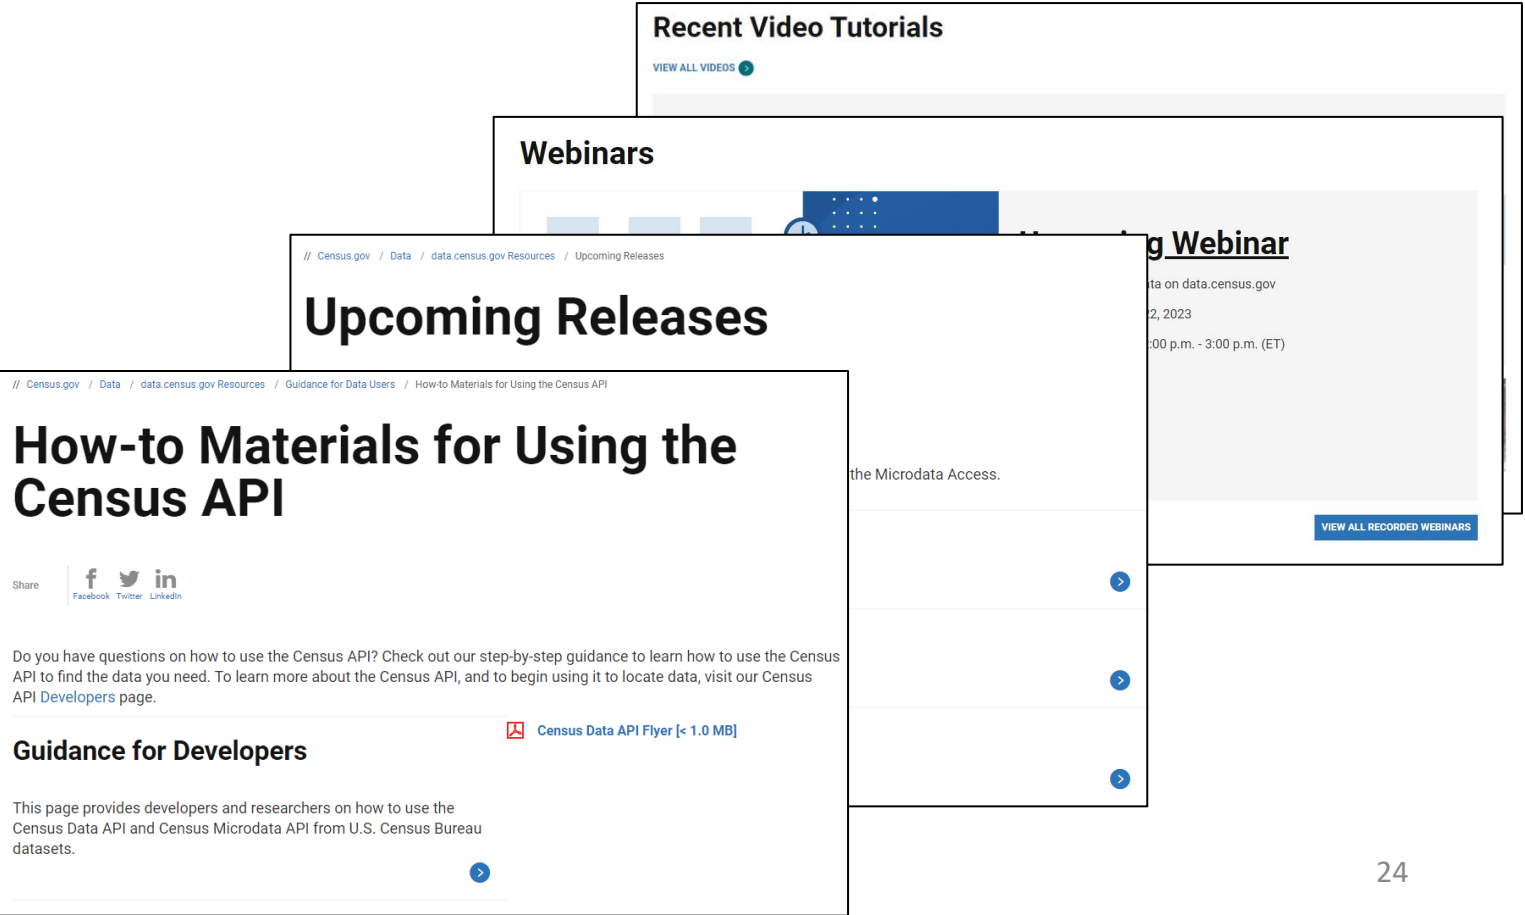 Recent Video Tutorials
VIEW ALL VIDEOS
Webinars
g Webinar
on data.census.gov
2023
p.m. - 3:00 p.m. (ET)
VIEW ALL RECORDED WEBINARS
// Census.gov / Data / data.census.gov Resources / Upcoming Releases
Upcoming Releases
the Microdata Access.
// Census.gov / Data / data.census.gov Resources / Guidance for Data Users / How-to Materials for Using the Census API
How-to Materials for Using the
Census API
Share
Facebook Twitter LinkedIn
Do you have questions on how to use the Census API? Check out our step-by-step guidance to learn how to use the Census
API to find the data you need. To learn more about the Census API, and to begin using it to locate data, visit our Census
API Developers page.
Census Data API Flyer [< 1.0 MB]
Guidance for Developers
This page provides developers and researchers on how to use the
Census Data API and Census Microdata API from U.S. Census Bureau
datasets.
24